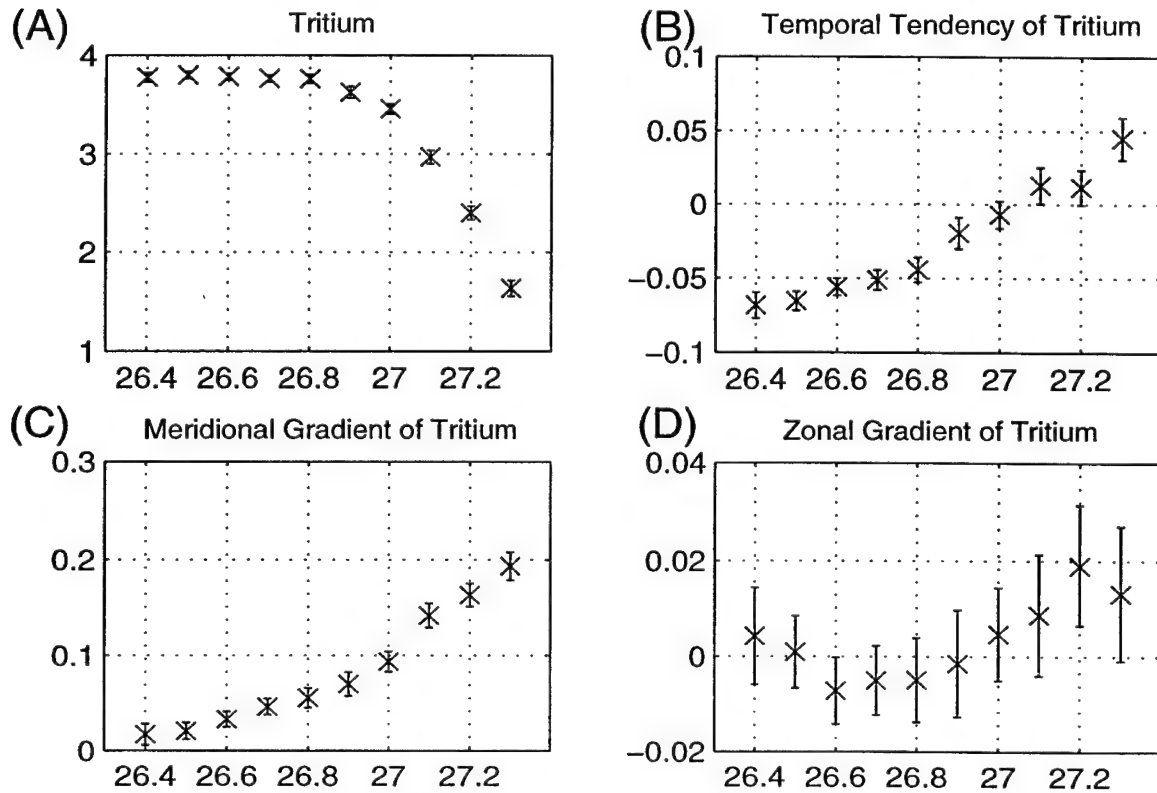 (A)
Tritium
4
3
2
1
26.4 26.6 26.8 27 27.2
(B)
Temporal Tendency of Tritium
0.1
0.05
0
−0.05
−0.1
26.4 26.6 26.8 27 27.2
(C)
Meridional Gradient of Tritium
0.3
0.2
0.1
0
26.4 26.6 26.8 27 27.2
(D)
Zonal Gradient of Tritium
0.04
0.02
0
−0.02
26.4 26.6 26.8 27 27.2